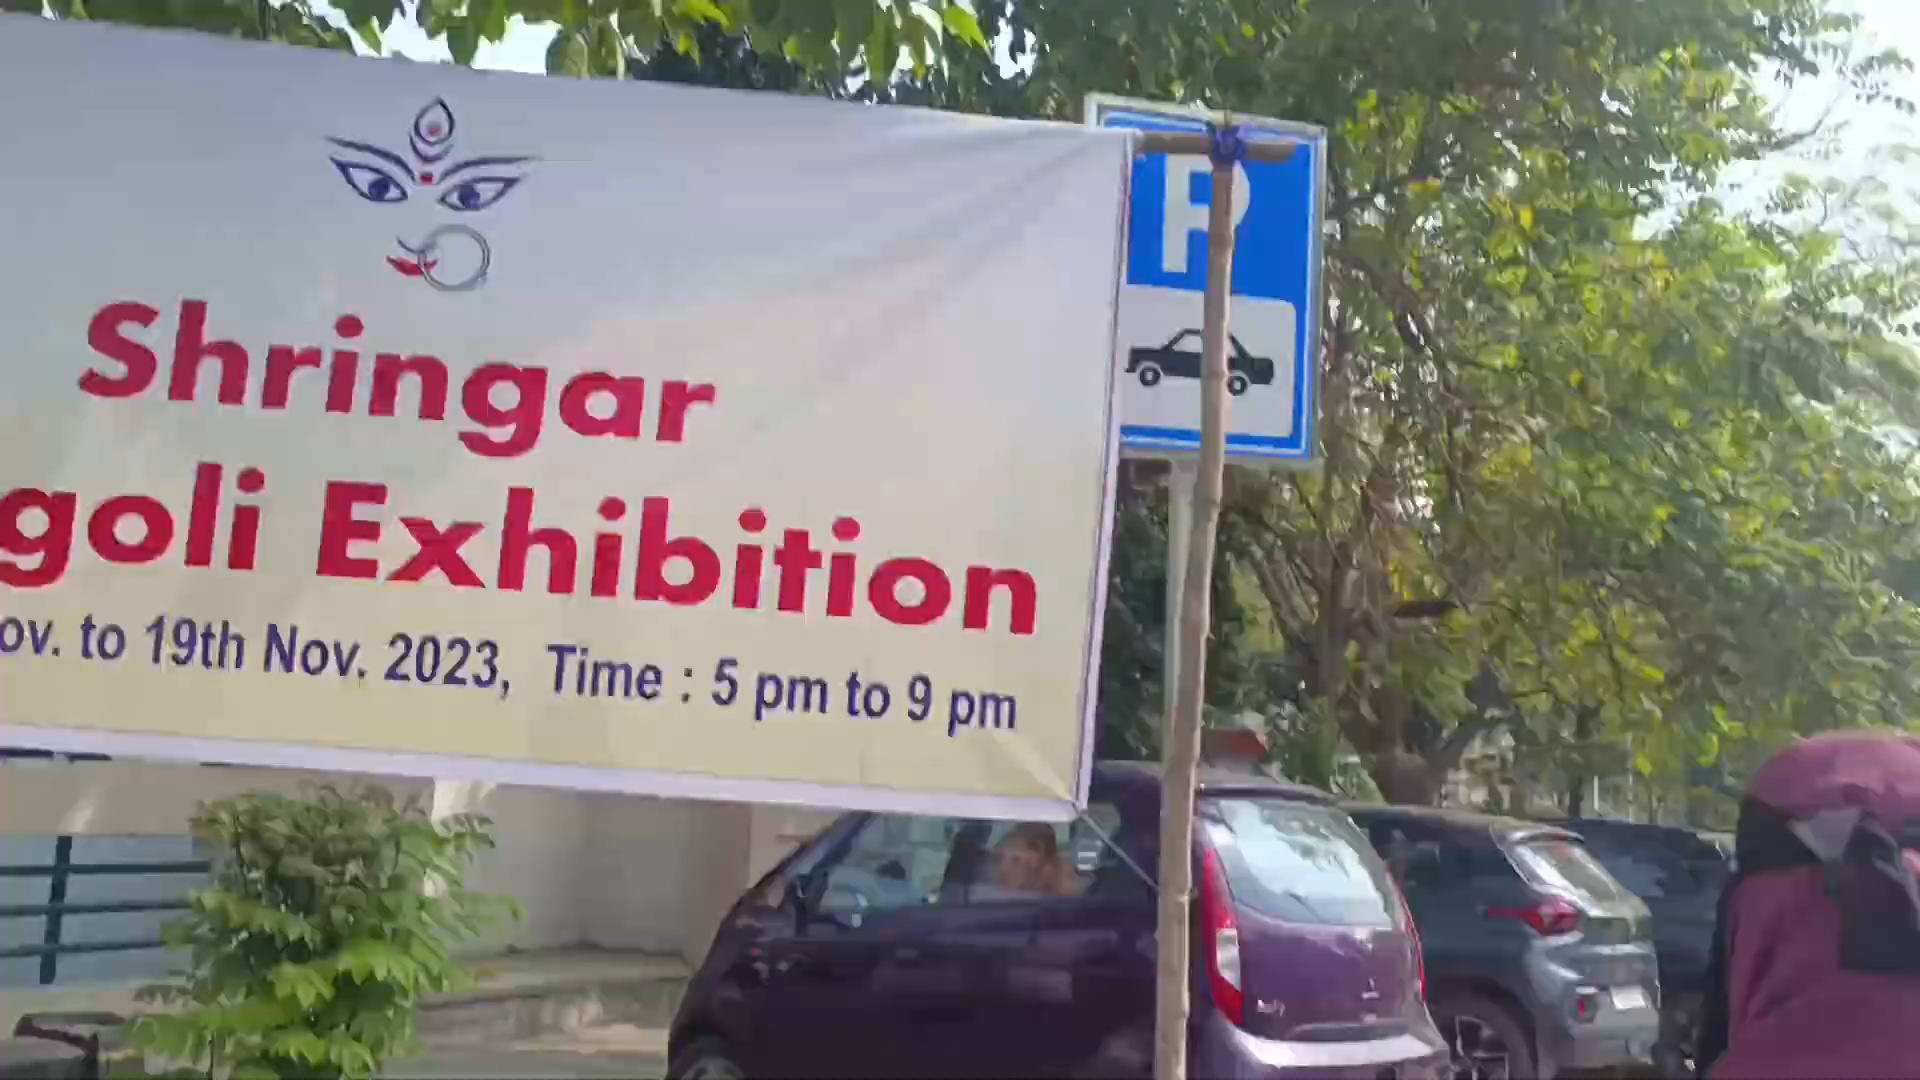 P
Shringar
goli Exhibition
ov. to 19th Nov. 2023, Time : 5 pm to 9 pm